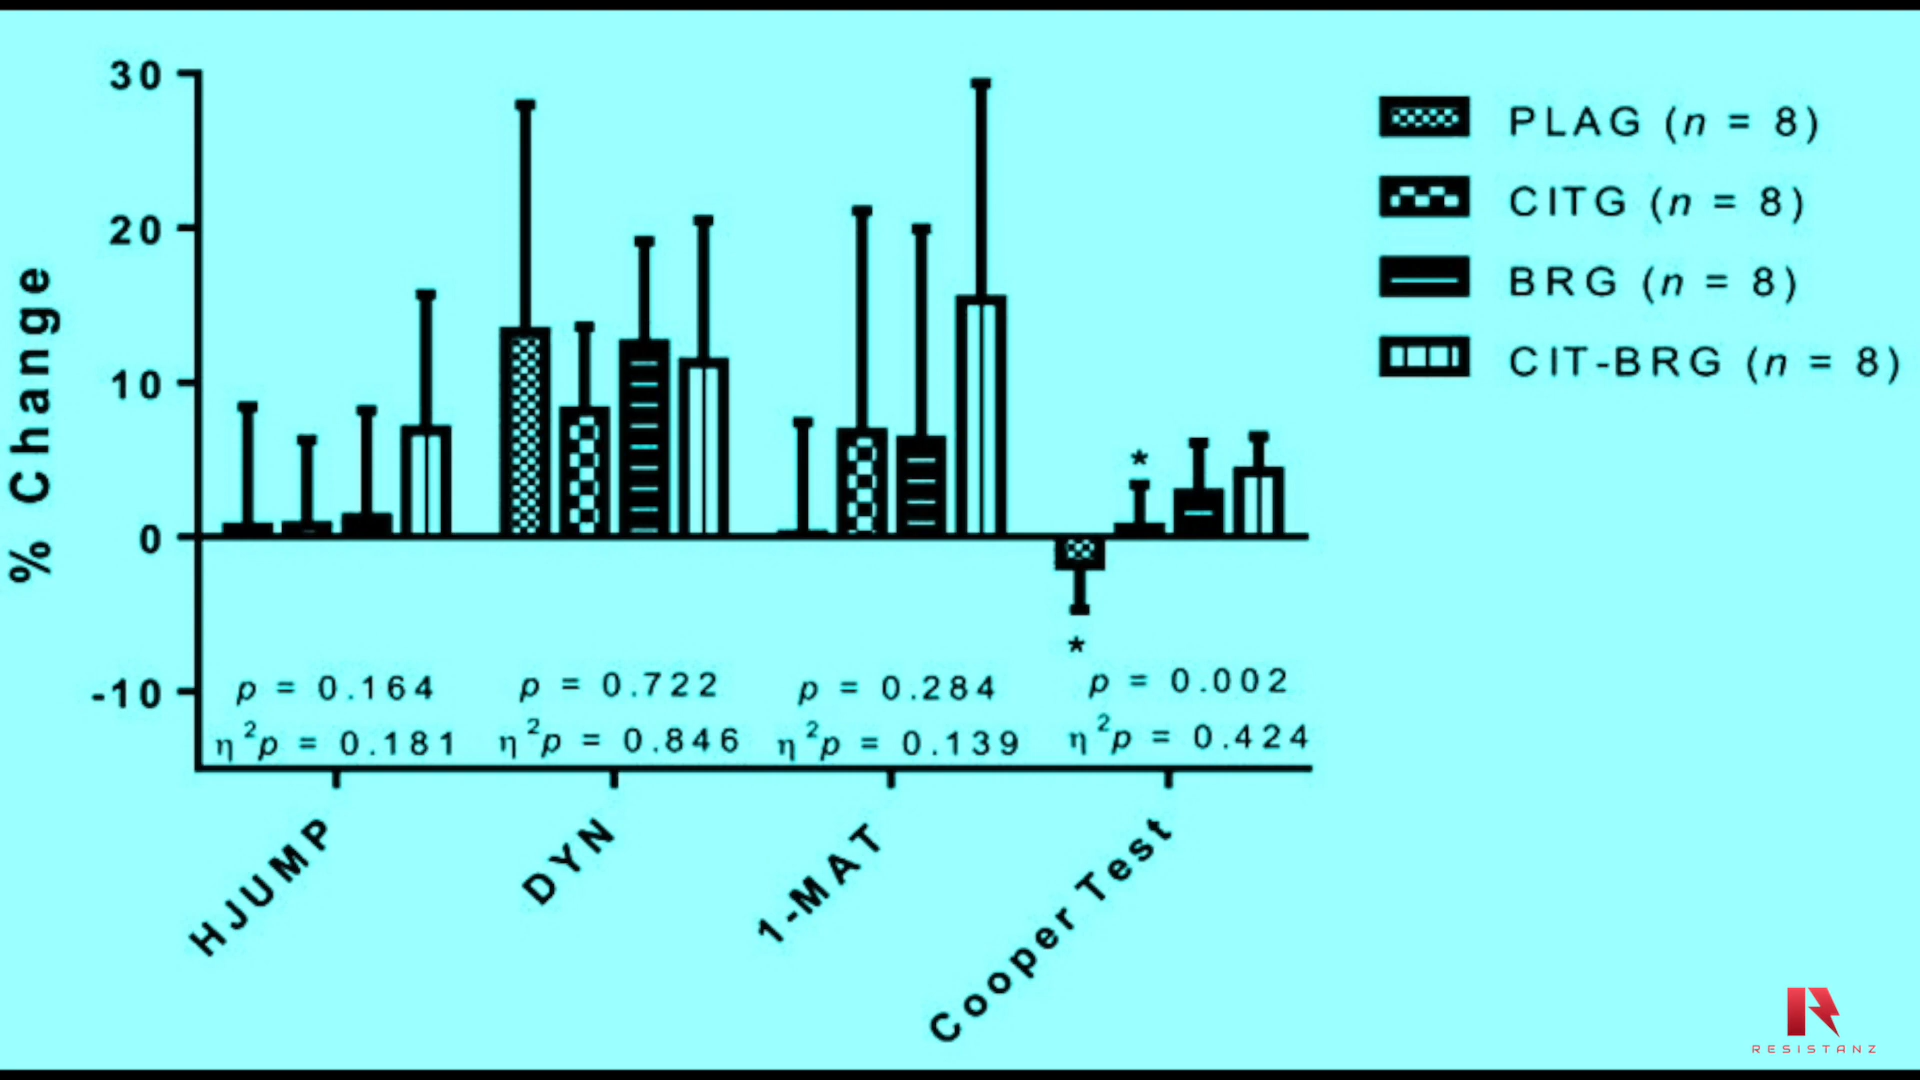 % Change
30
20
10
0
-10
PLAG (n = 8)
CITG (n = 8)
BRG (n = 8)
CIT-BRG (n = 8)
*
*
p = 0.164
η²p = 0.181
p = 0.722
η²p = 0.846
p = 0.284
η²p = 0.139
p = 0.002
η²p = 0.424
HJUMP
DYN
1-MAT
Cooper Test
RESISTANZ